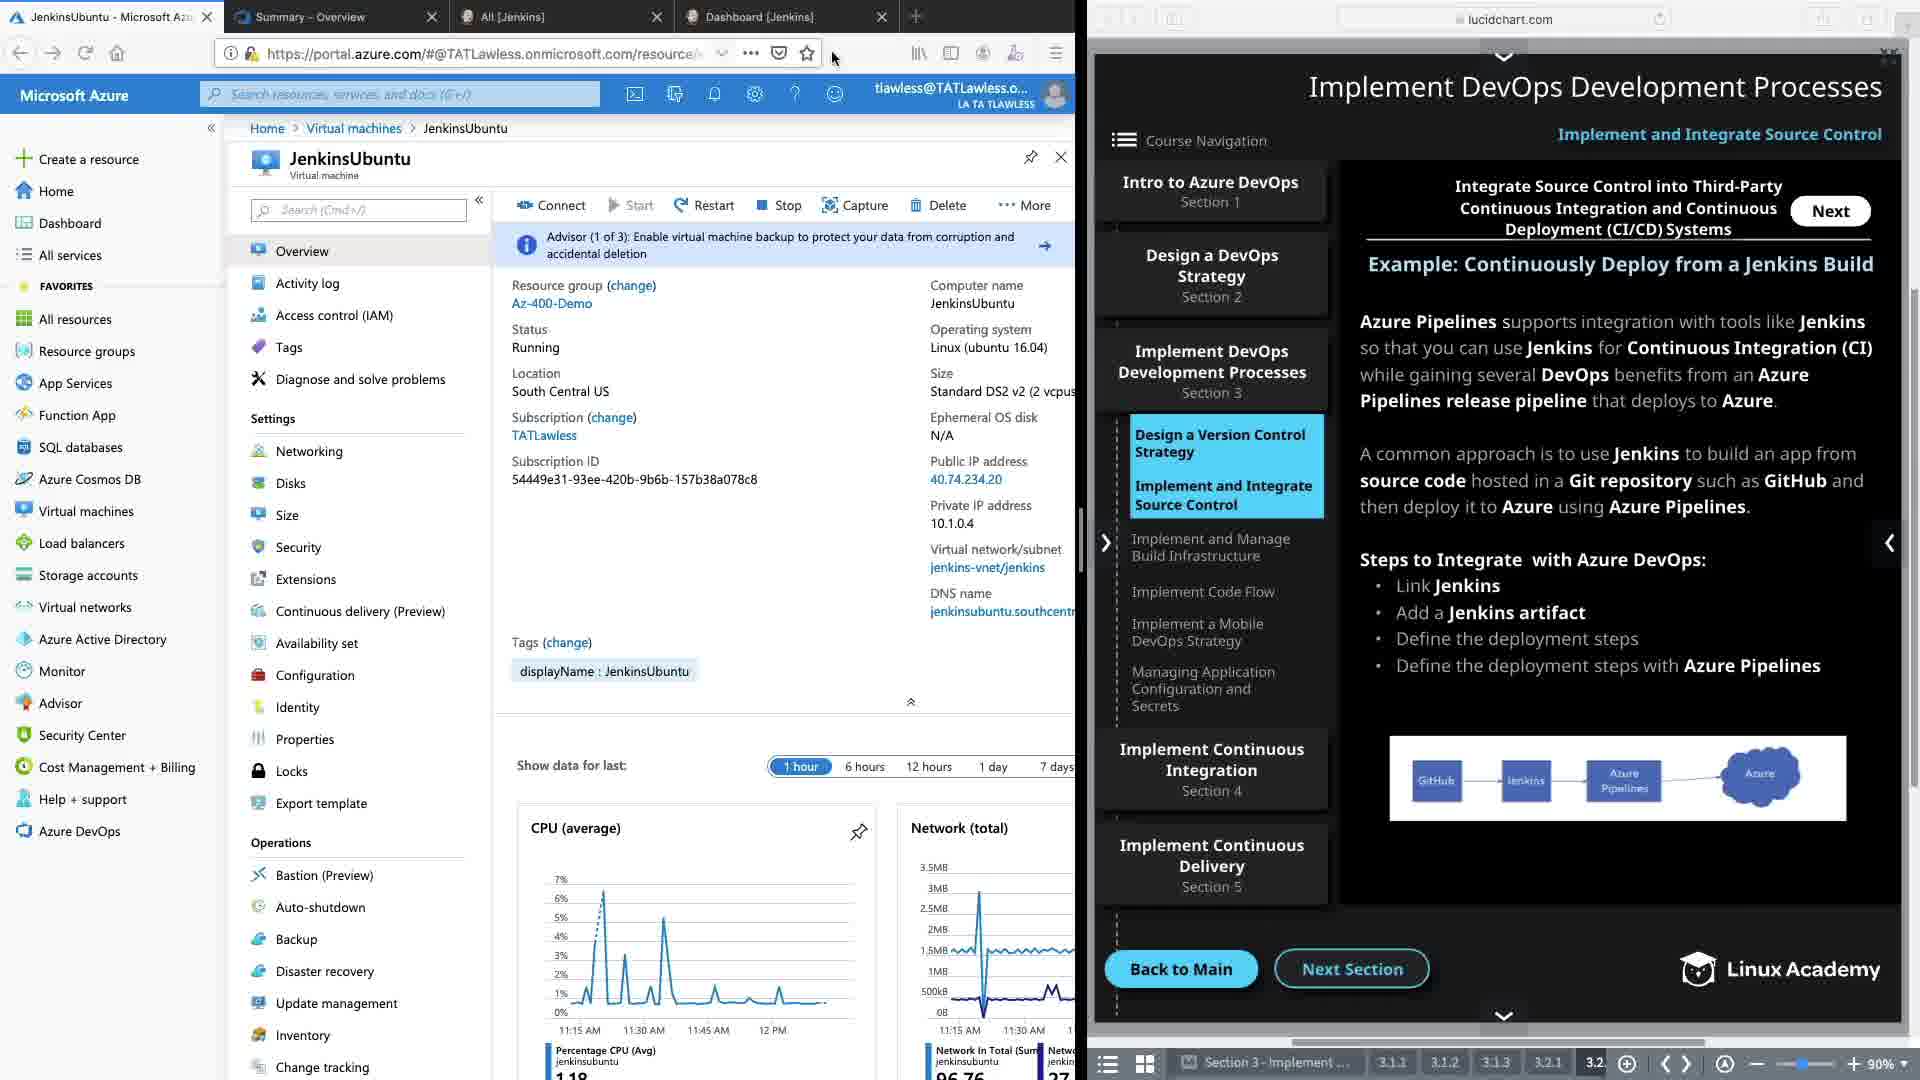 JenkinsUbuntu - Microsoft Azu
Summary - Overview
All [Jenkins]
Dashboard [Jenkins]
https://portal.azure.com/#@TATLawless.onmicrosoft.com/resource/
Microsoft Azure
Search resources, services, and docs (G+/)
tlawless@TATLawless.o...
LA TA TLAWLESS
Create a resource
Home
Dashboard
All services
FAVORITES
All resources
Resource groups
App Services
Function App
SQL databases
Azure Cosmos DB
Virtual machines
Load balancers
Storage accounts
Virtual networks
Azure Active Directory
Monitor
Advisor
Security Center
Cost Management + Billing
Help + support
Azure DevOps
Home > Virtual machines > JenkinsUbuntu
JenkinsUbuntu
Virtual machine
Search (Cmd+/)
Overview
Activity log
Access control (IAM)
Tags
Diagnose and solve problems
Settings
Networking
Disks
Size
Security
Extensions
Continuous delivery (Preview)
Availability set
Configuration
Identity
Properties
Locks
Export template
Operations
Bastion (Preview)
Auto-shutdown
Backup
Disaster recovery
Update management
Inventory
Change tracking
Connect
Start
Restart
Stop
Capture
Delete
More
Advisor (1 of 3): Enable virtual machine backup to protect your data from corruption and
accidental deletion
Resource group (change)
Az-400-Demo
Status
Running
Location
South Central US
Subscription (change)
TATLawless
Subscription ID
54449e31-93ee-420b-9b6b-157b38a078c8
Computer name
JenkinsUbuntu
Operating system
Linux (ubuntu 16.04)
Size
Standard DS2 v2 (2 vcpus
Ephemeral OS disk
N/A
Public IP address
40.74.234.20
Private IP address
10.1.0.4
Virtual network/subnet
jenkins-vnet/jenkins
DNS name
jenkinsubuntu.southcentr
Tags (change)
displayName : JenkinsUbuntu
Show data for last:
1 hour
6 hours
12 hours
1 day
7 days
CPU (average)
7%
6%
5%
4%
3%
2%
1%
0%
11:15 AM
11:30 AM
11:45 AM
12 PM
Percentage CPU (Avg)
jenkinsubuntu
1.18
Network (total)
3.5MB
3MB
2.5MB
2MB
1.5MB
1MB
500kB
0B
11:15 AM
11:30 AM
1
Network In Total (Sum
jenkinsubuntu
96.76
Netwo
jenkin
27
lucidchart.com
Implement DevOps Development Processes
Course Navigation
Implement and Integrate Source Control
Intro to Azure DevOps
Section 1
Design a DevOps
Strategy
Section 2
Implement DevOps
Development Processes
Section 3
Design a Version Control
Strategy
Implement and Integrate
Source Control
Implement and Manage
Build Infrastructure
Implement Code Flow
Implement a Mobile
DevOps Strategy
Managing Application
Configuration and
Secrets
Implement Continuous
Integration
Section 4
Implement Continuous
Delivery
Section 5
Integrate Source Control into Third-Party
Continuous Integration and Continuous
Deployment (CI/CD) Systems
Next
Example: Continuously Deploy from a Jenkins Build
Azure Pipelines supports integration with tools like Jenkins
so that you can use Jenkins for Continuous Integration (CI)
while gaining several DevOps benefits from an Azure
Pipelines release pipeline that deploys to Azure.
A common approach is to use Jenkins to build an app from
source code hosted in a Git repository such as GitHub and
then deploy it to Azure using Azure Pipelines.
Steps to Integrate with Azure DevOps:
• Link Jenkins
• Add a Jenkins artifact
• Define the deployment steps
• Define the deployment steps with Azure Pipelines
GitHub
Jenkins
Azure
Pipelines
Azure
Back to Main
Next Section
Linux Academy
Section 3 - Implement ...
3.1.1
3.1.2
3.1.3
3.2.1
3.2.
90%